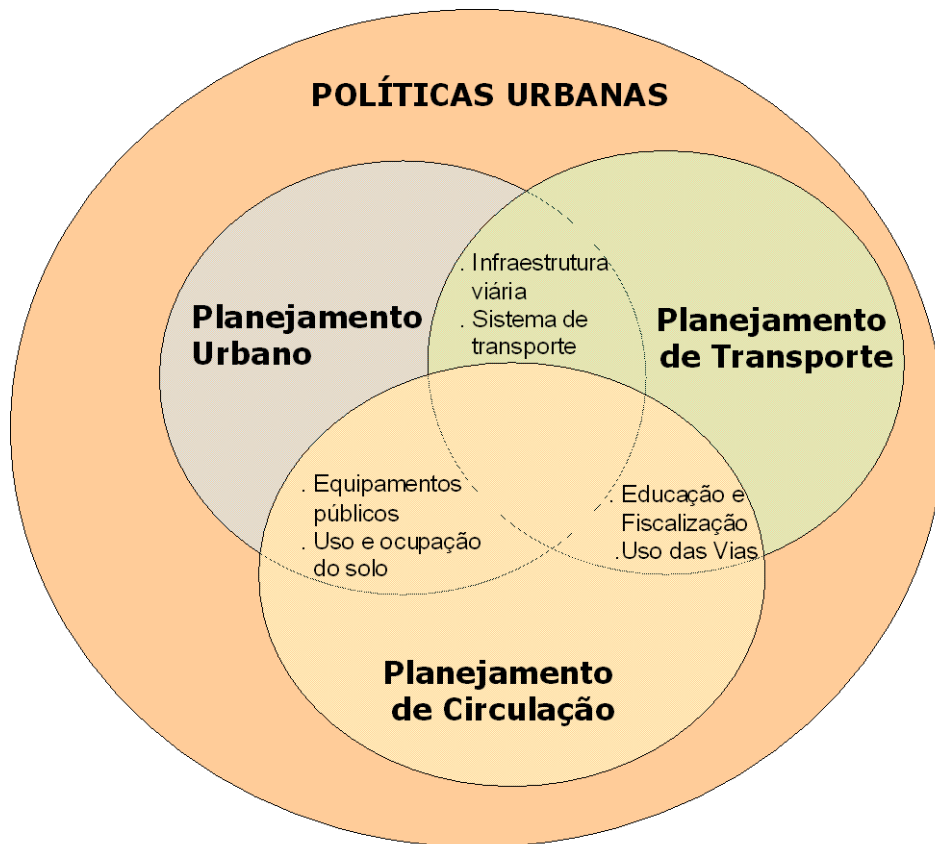 POLÍTICAS URBANAS
. Infraestrutura
viária
. Sistema de
transporte
Planejamento
Urbano
Planejamento
de Transporte
. Equipamentos
públicos
. Uso e ocupação
do solo
. Educação e
Fiscalização
.Uso das Vias
Planejamento
de Circulação